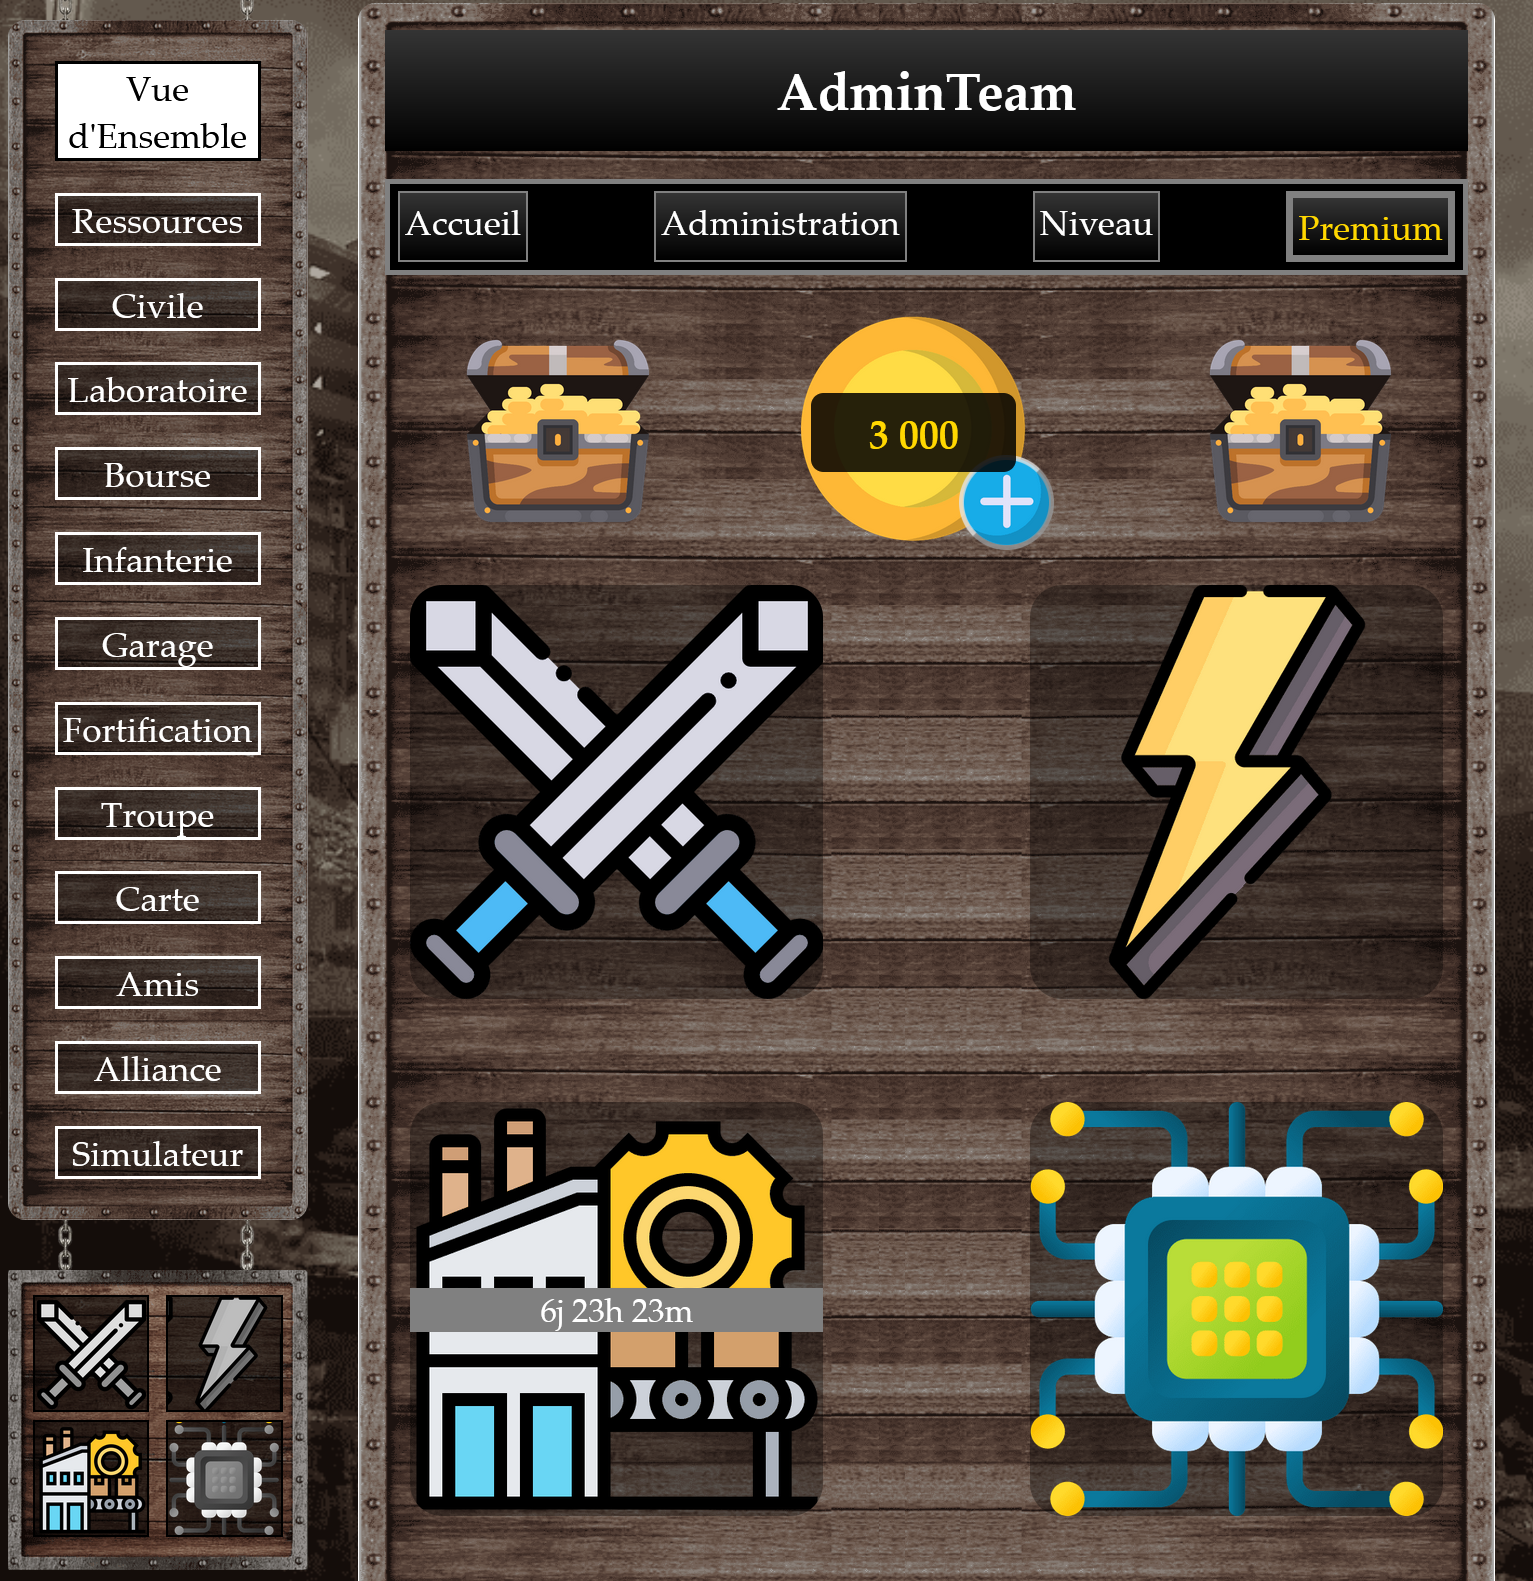 Vue
d'Ensemble
Ressources
Civile
Laboratoire
Bourse
Infanterie
Garage
Fortification
Troupe
Carte
Amis
Alliance
Simulateur
AdminTeam
Accueil
Administration
Niveau
Premium
3 000
6j 23h 23m